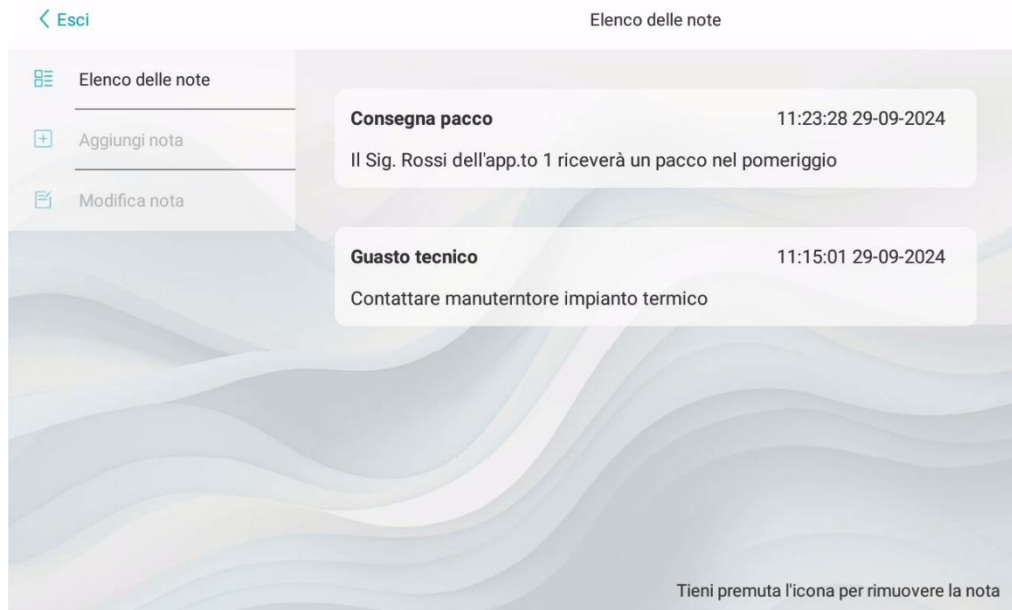 Esci
Elenco delle note
Elenco delle note
Aggiungi nota
Modifica nota
Consegna pacco 11:23:28 29-09-2024
Il Sig. Rossi dell'app.to 1 riceverà un pacco nel pomeriggio
Guasto tecnico 11:15:01 29-09-2024
Contattare manuterntore impianto termico
Tieni premuta l'icona per rimuovere la nota